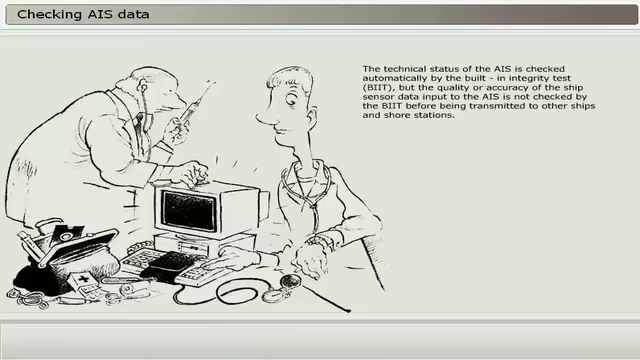 Checking AIS data
The technical status of the AIS is checked
automatically by the built - in integrity test
(BIIT), but the quality or accuracy of the ship
sensor data input to the AIS is not checked by
the BIIT before being transmitted to other ships
and shore stations.